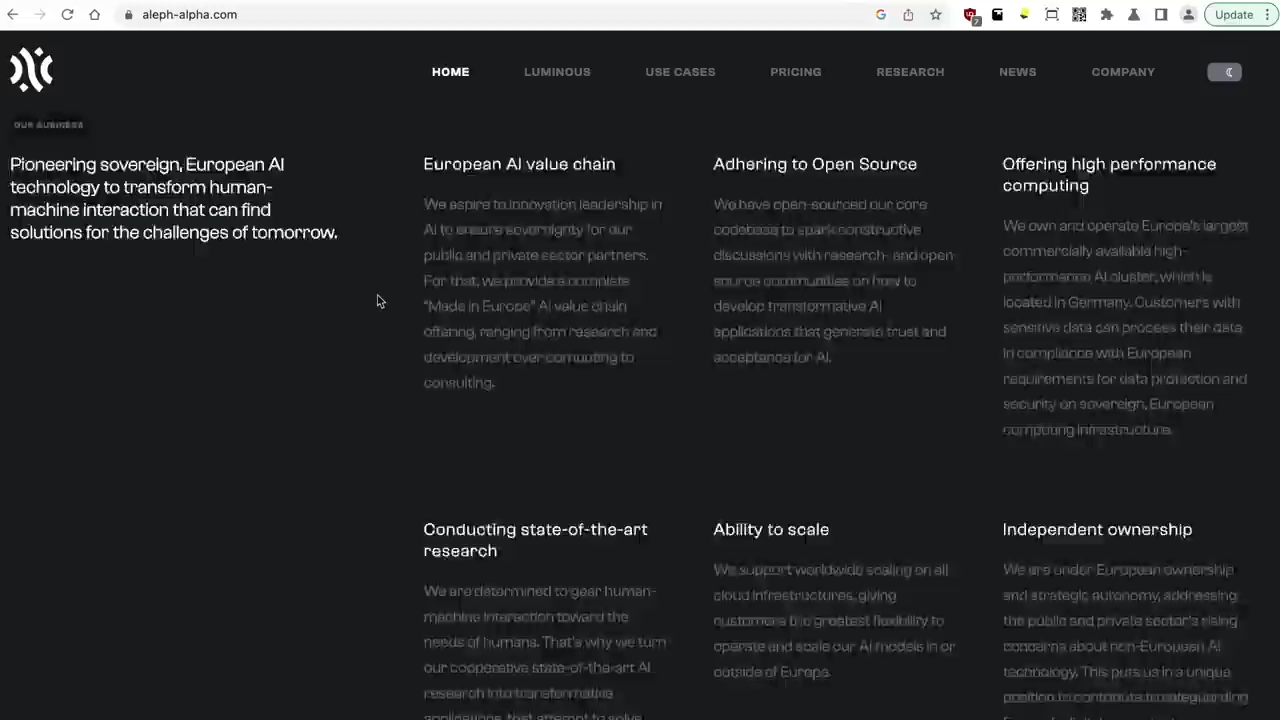 aleph-alpha.com
7
Update
HOME
LUMINOUS
USE CASES
PRICING
RESEARCH
NEWS
COMPANY
OUR BUSINESS
Pioneering sovereign, European AI
technology to transform human-
machine interaction that can find
solutions for the challenges of tomorrow.
European AI value chain
We aspire to innovation leadership in
AI to ensure sovereignty for our
public and private sector partners.
For that, we provide a complete
“Made in Europe” AI value chain
offering, ranging from research and
development over computing to
consulting.
Adhering to Open Source
We have open-sourced our core
codebase to spark constructive
discussions with research- and open-
source communities on how to
develop transformative AI
applications that generate trust and
acceptance for AI.
Offering high performance
computing
We own and operate Europe's largest
commercially available high-
performance AI cluster, which is
located in Germany. Customers with
sensitive data can process their data
in compliance with European
requirements for data protection and
security on sovereign, European
computing infrastructure.
Conducting state-of-the-art
research
We are determined to gear human-
machine interaction toward the
needs of humans. That's why we turn
our cooperative state-of-the-art AI
research into transformative
applications, that attempt to solve
Ability to scale
We support worldwide scaling on all
cloud infrastructures, giving
customers the greatest flexibility to
operate and scale our AI models in or
outside of Europe.
Independent ownership
We are under European ownership
and strategic autonomy, addressing
the public and private sector's rising
concerns about non-European AI
technology. This puts us in a unique
position to contribute to safeguarding